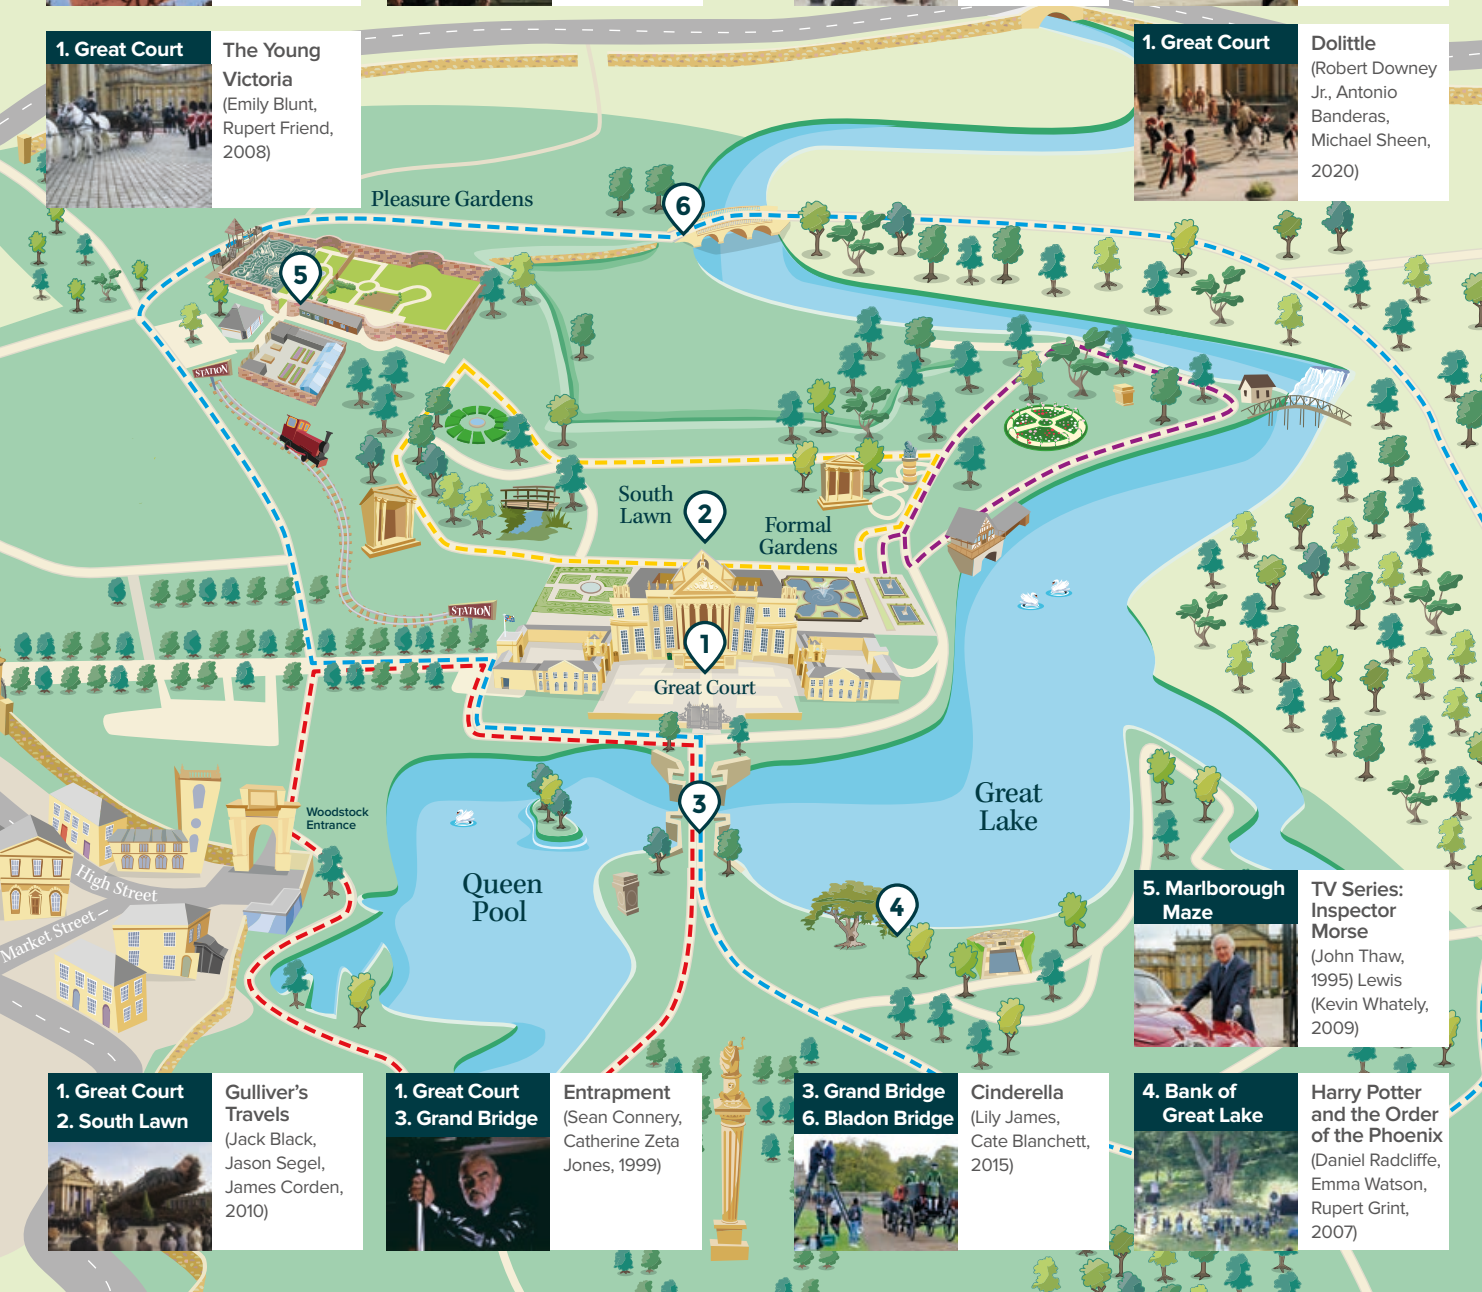 1. Great Court
The Young
Victoria
(Emily Blunt,
Rupert Friend,
2008)
1. Great Court
Dolittle
(Robert Downey
Jr., Antonio
Banderas,
Michael Sheen,
2020)
Pleasure Gardens
6
5
STATION
South
Lawn
2
Formal
Gardens
STATION
1
Great Court
3
Woodstock
Entrance
Great
Lake
High Street
Market Street
Queen
Pool
4
5. Marlborough
Maze
TV Series:
Inspector
Morse
(John Thaw,
1995) Lewis
(Kevin Whately,
2009)
1. Great Court
2. South Lawn
Gulliver's
Travels
(Jack Black,
Jason Segel,
James Corden,
2010)
1. Great Court
3. Grand Bridge
Entrapment
(Sean Connery,
Catherine Zeta
Jones, 1999)
3. Grand Bridge
6. Bladon Bridge
Cinderella
(Lily James,
Cate Blanchett,
2015)
4. Bank of
Great Lake
Harry Potter
and the Order
of the Phoenix
(Daniel Radcliffe,
Emma Watson,
Rupert Grint,
2007)